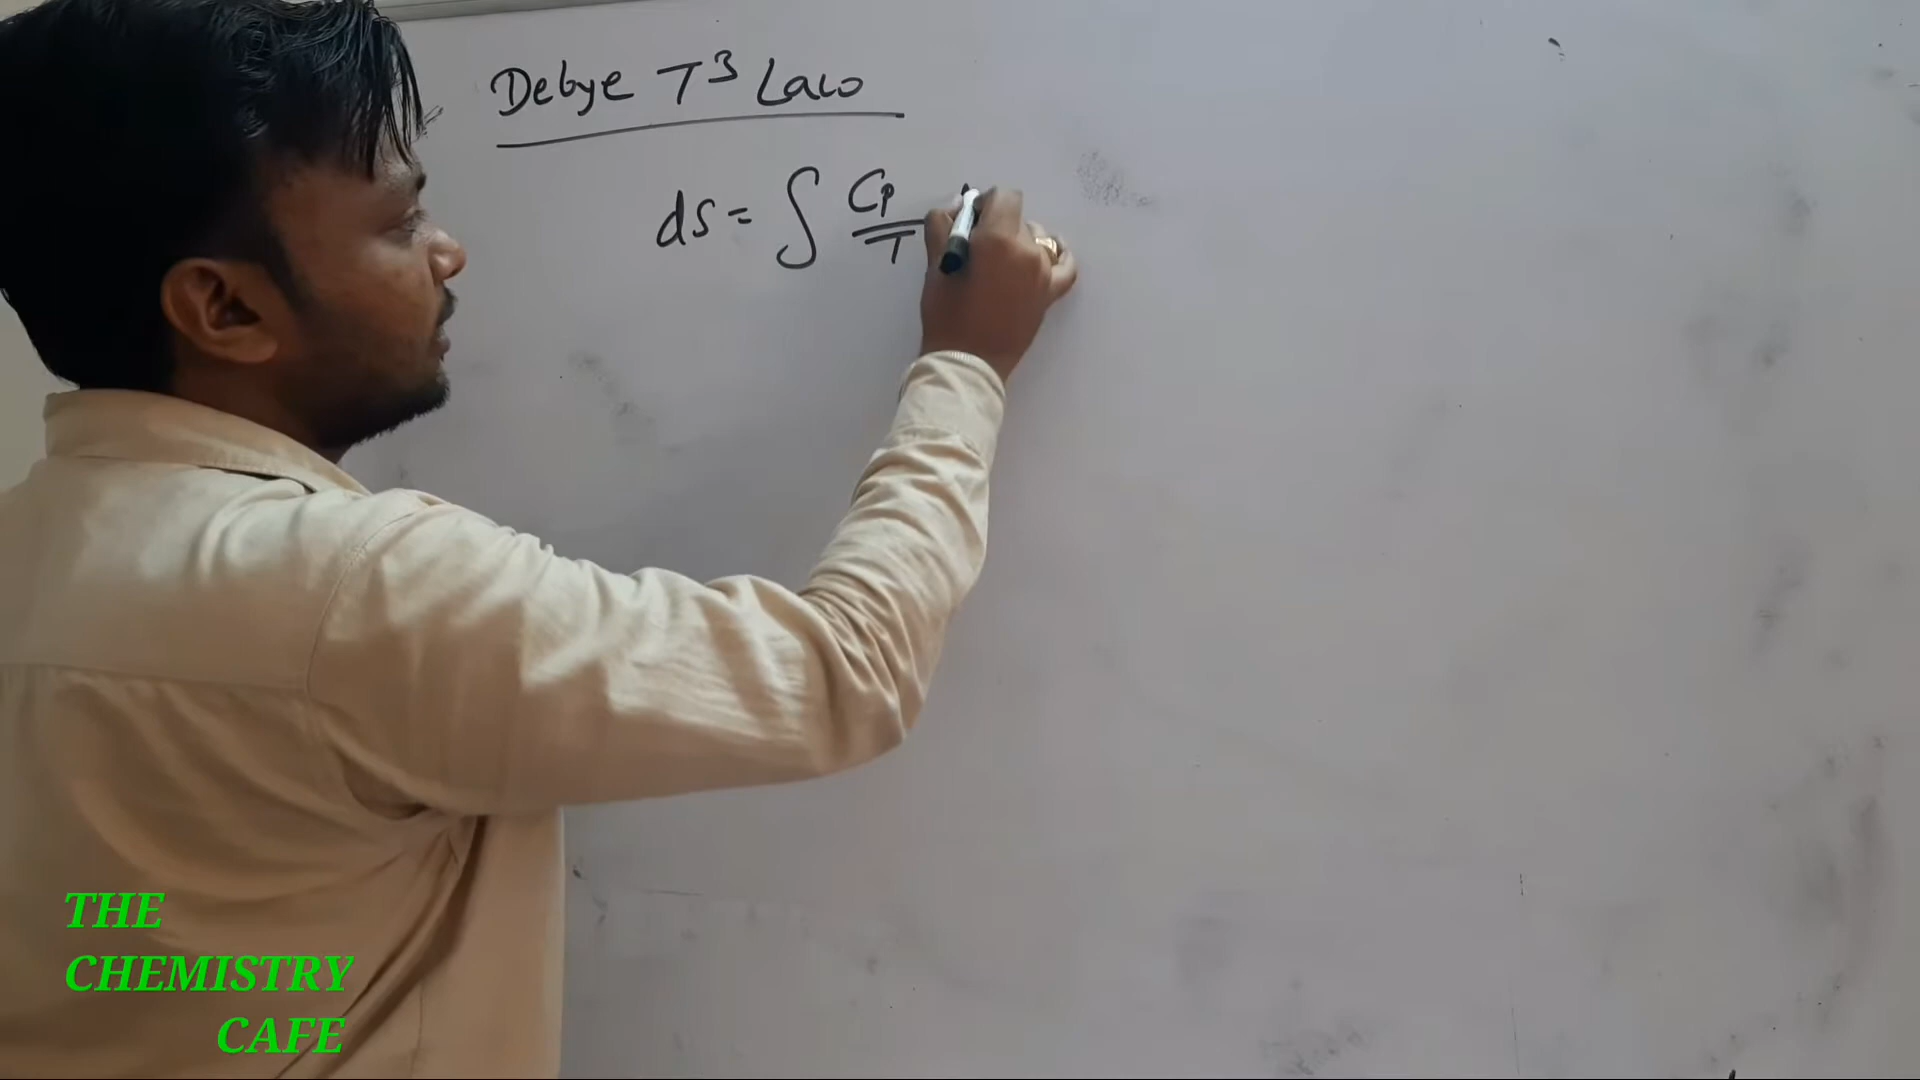 Debye T³ Law
ds = ∫ Cp/T
THE
CHEMISTRY
CAFE